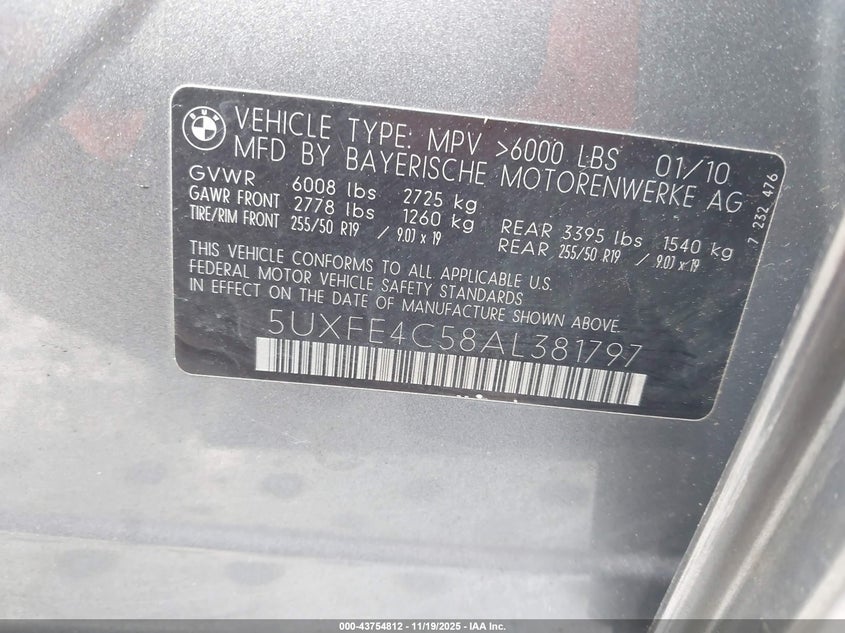 BMW
VEHICLE TYPE: MPV >6000 LBS 01/10
MFD BY BAYERISCHE MOTORENWERKE AG
GVWR 6008 lbs 2725 kg
GAWR FRONT 2778 lbs 1260 kg REAR 3395 lbs 1540 kg
TIRE/RIM FRONT 255/50 R19 / 9.0J x 19 REAR 255/50 R19 / 9.0J x 19
7 232 476
THIS VEHICLE CONFORMS TO ALL APPLICABLE U.S.
FEDERAL MOTOR VEHICLE SAFETY STANDARDS
IN EFFECT ON THE DATE OF MANUFACTURE SHOWN ABOVE.
5UXFE4C58AL381797
000-43754812 - 11/19/2025 - IAA Inc.